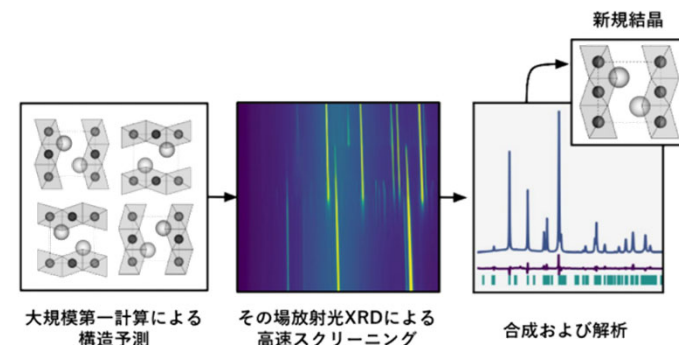 新規結晶
大規模第一計算による
構造予測
その場放射光XRDによる
高速スクリーニング
合成および解析